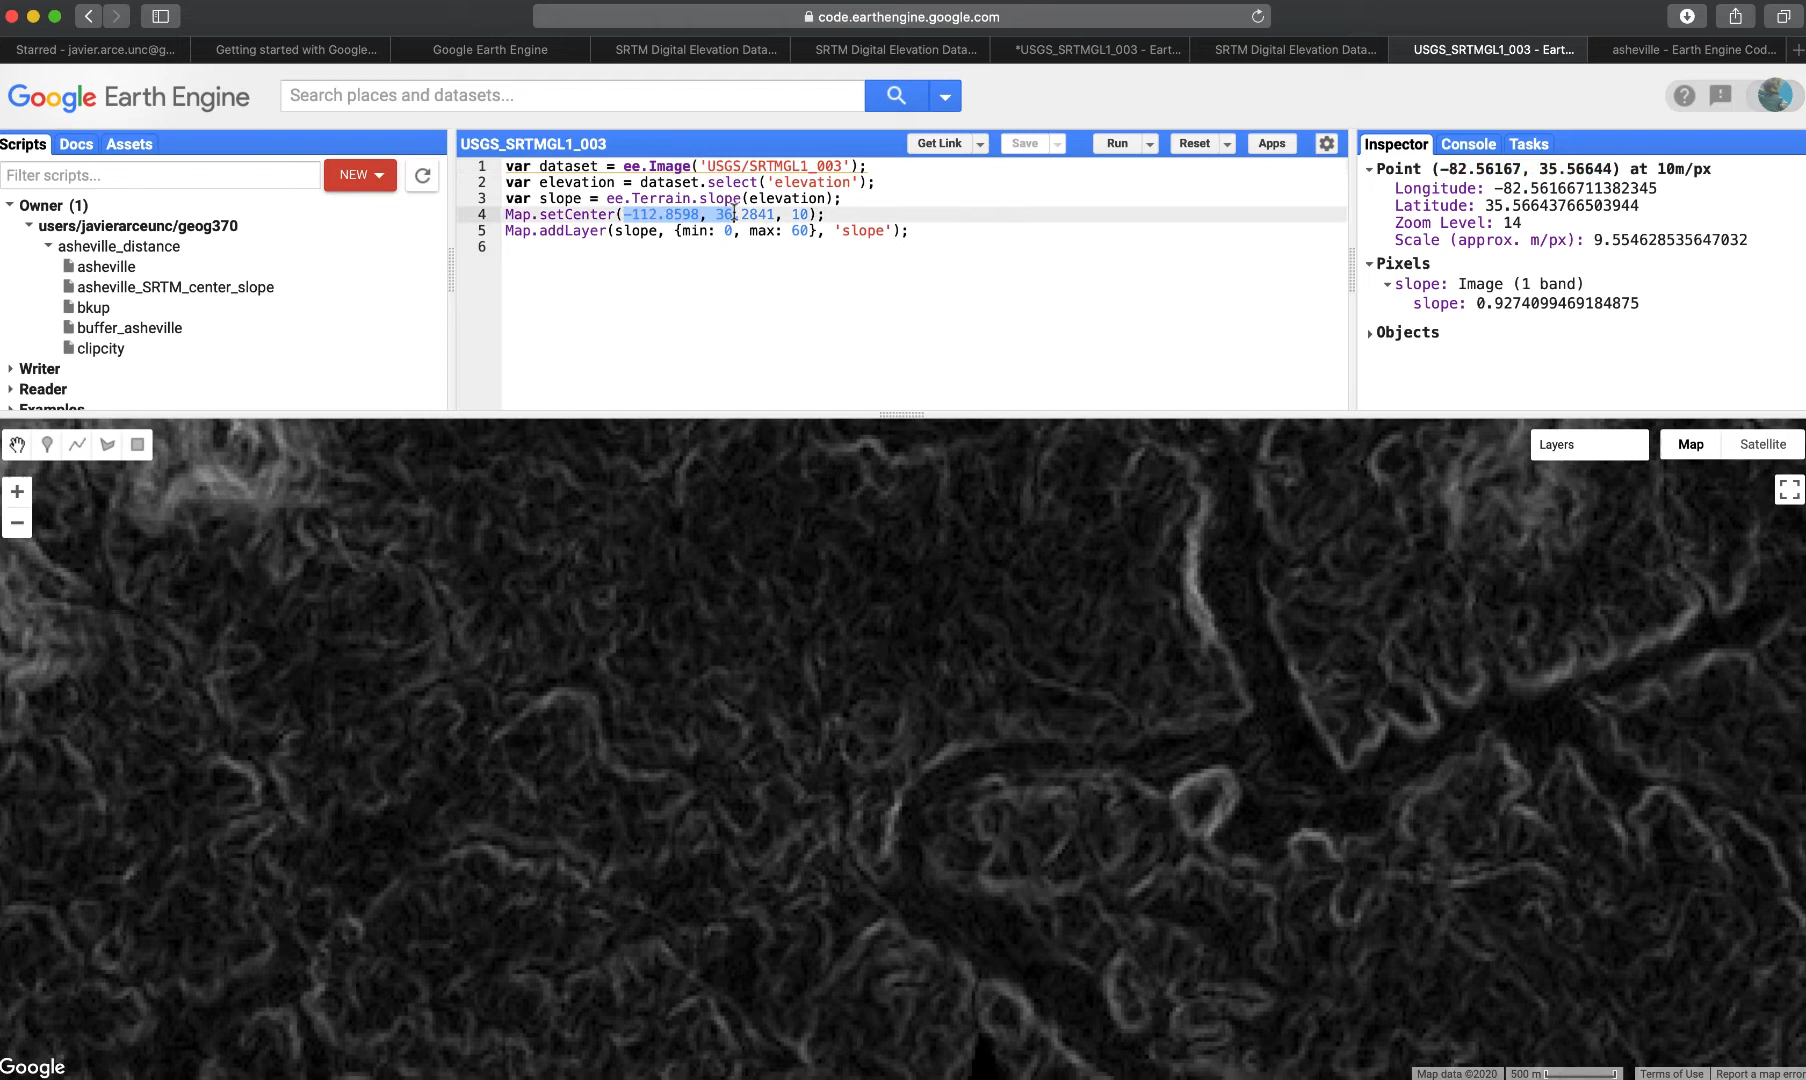 code.earthengine.google.com
Starred - javier.arce.unc@g...
Getting started with Google...
Google Earth Engine
SRTM Digital Elevation Data...
SRTM Digital Elevation Data...
*USGS_SRTMGL1_003 - Eart...
SRTM Digital Elevation Data...
USGS_SRTMGL1_003 - Eart...
asheville - Earth Engine Cod...
Google Earth Engine
Search places and datasets...
Scripts Docs Assets
Filter scripts...
NEW
Owner (1)
users/javierarceunc/geog370
asheville_distance
asheville
asheville_SRTM_center_slope
bkup
buffer_asheville
clipcity
Writer
Reader
Examples
USGS_SRTMGL1_003
Get Link Save Run Reset Apps
1 var dataset = ee.Image('USGS/SRTMGL1_003');
2 var elevation = dataset.select('elevation');
3 var slope = ee.Terrain.slope(elevation);
4 Map.setCenter(-112.8598, 36.2841, 10);
5 Map.addLayer(slope, {min: 0, max: 60}, 'slope');
6
Inspector Console Tasks
Point (-82.56167, 35.56644) at 10m/px
Longitude: -82.56166711382345
Latitude: 35.56643766503944
Zoom Level: 14
Scale (approx. m/px): 9.554628535647032
Pixels
slope: Image (1 band)
slope: 0.9274099469184875
Objects
Layers
Map Satellite
+
−
Google
Map data ©2020 500 m Terms of Use Report a map error